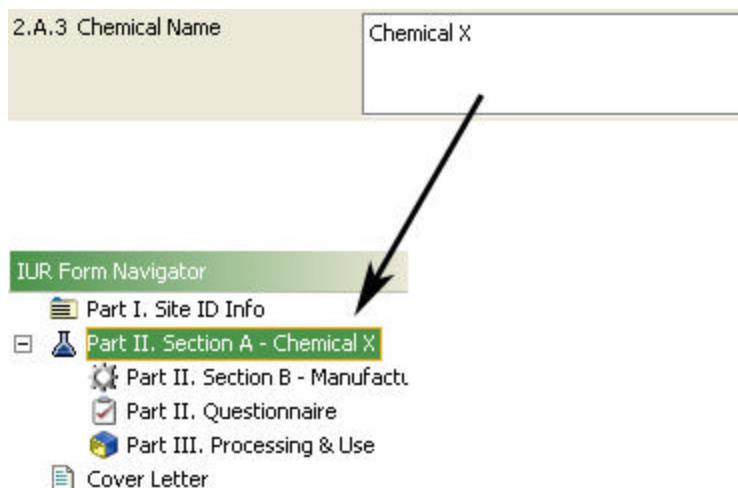 2.A.3 Chemical Name
Chemical X
IUR Form Navigator
Part I. Site ID Info
Part II. Section A - Chemical X
Part II. Section B - Manufactu
Part II. Questionnaire
Part III. Processing & Use
Cover Letter